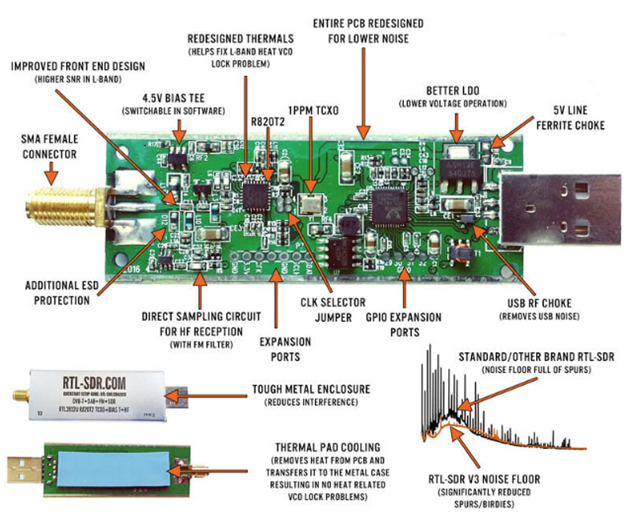 ENTIRE PCB REDESIGNED
FOR LOWER NOISE
REDESIGNED THERMALS
(HELPS FIX L-BAND HEAT VCO
LOCK PROBLEM)
IMPROVED FRONT END DESIGN
(HIGHER SNR IN L-BAND)
4.5V BIAS TEE
(SWITCHABLE IN SOFTWARE)
R820T2
1PPM TCXO
BETTER LDO
(LOWER VOLTAGE OPERATION)
5V LINE
FERRITE CHOKE
SMA FEMALE
CONNECTOR
ADDITIONAL ESD
PROTECTION
DIRECT SAMPLING CIRCUIT
FOR HF RECEPTION
(WITH FM FILTER)
EXPANSION
PORTS
CLK SELECTOR
JUMPER
GPIO EXPANSION
PORTS
USB RF CHOKE
(REMOVES USB NOISE)
T1
RTL-SDR.COM
DVB-T+DAB+FM+SDR
RTL2832U R820T2 TCXO+BIAS T+HF
TOUGH METAL ENCLOSURE
(REDUCES INTERFERENCE)
THERMAL PAD COOLING
(REMOVES HEAT FROM PCB AND
TRANSFERS IT TO THE METAL CASE
RESULTING IN NO HEAT RELATED
VCO LOCK PROBLEMS)
STANDARD/OTHER BRAND RTL-SDR
(NOISE FLOOR FULL OF SPURS)
RTL-SDR V3 NOISE FLOOR
(SIGNIFICANTLY REDUCED
SPURS/BIRDIES)